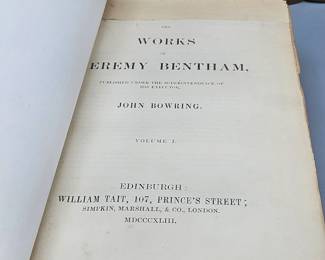 THE
WORKS
OF
EREMY BENTHAM,
PUBLISHED UNDER THE SUPERINTENDENCE OF
HIS EXECUTOR,
JOHN BOWRING.
VOLUME I.
EDINBURGH:
WILLIAM TAIT, 107, PRINCE'S STREET;
SIMPKIN, MARSHALL, & CO., LONDON.
MDCCCXLIII.